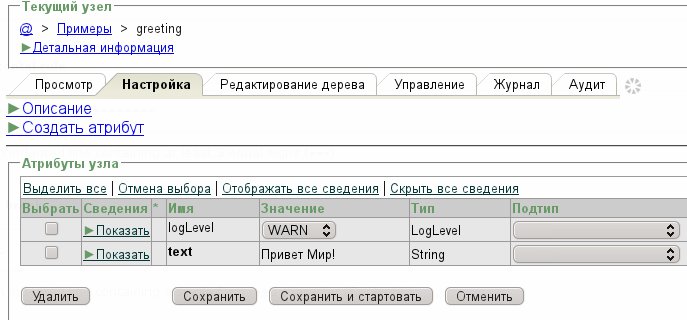 Текущий узел
@ > Примеры > greeting
►Детальная информация
Просмотр Настройка Редактирование дерева Управление Журнал Аудит
►Описание
►Создать атрибут
Атрибуты узла
Выделить все | Отмена выбора | Отображать все сведения | Скрыть все сведения
Выбрать Сведения * Имя Значение Тип Подтип
►Показать logLevel WARN LogLevel
►Показать text Привет Мир! String
Удалить Сохранить Сохранить и стартовать Отменить